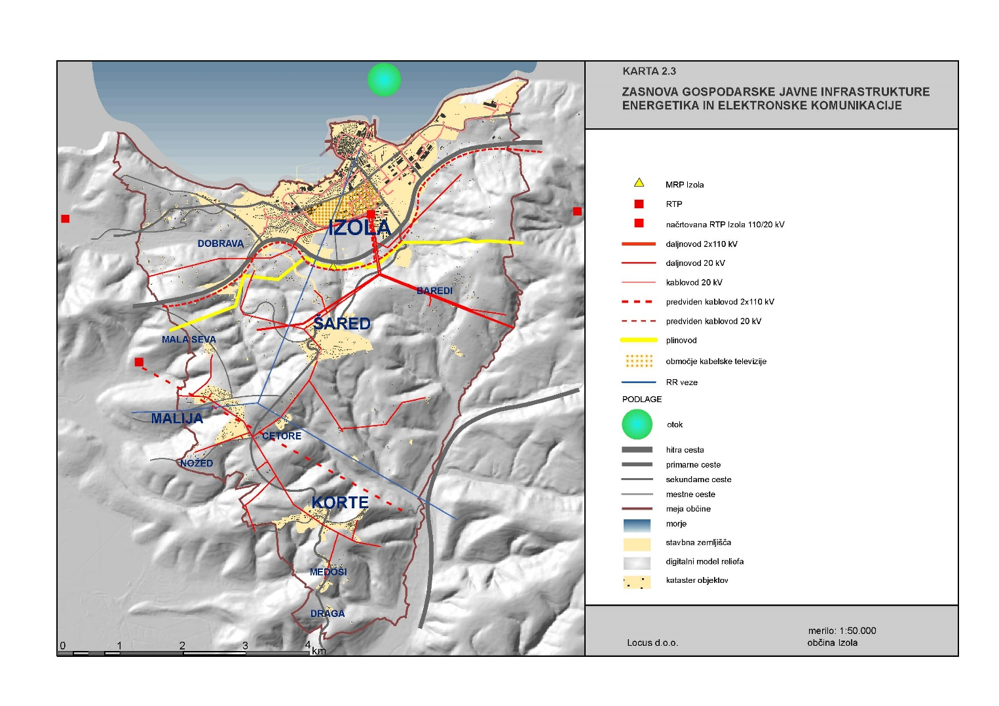 KARTA 2.3
ZASNOVA GOSPODARSKE JAVNE INFRASTRUKTURE
ENERGETIKA IN ELEKTRONSKE KOMUNIKACIJE
MRP Izola
RTP
načrtovana RTP Izola 110/20 kV
daljnovod 2x110 kV
daljnovod 20 kV
kablovod 20 kV
predviden kablovod 2x110 kV
predviden kablovod 20 kV
plinovod
območje kabelske televizije
RR veze
PODLAGE
otok
hitra cesta
primarne ceste
sekundarne ceste
mestne ceste
meja občine
morje
stavbna zemljišča
digitalni model reliefa
kataster objektov
merilo: 1:50.000
Locus d.o.o.
občina Izola
IZOLA
DOBRAVA
BAREDI
ŠARED
MALA SEVA
MALIJA
CETORE
NOŽED
KORTE
MEDOŠI
DRAGA
0 1 2 3 4
km